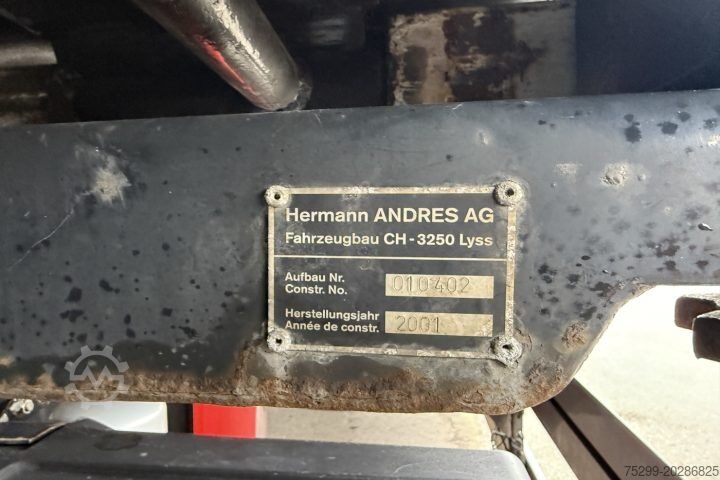 Hermann ANDRES AG
Fahrzeugbau CH-3250 Lyss
Aufbau Nr.
Constr. No. 010402
Herstellungsjahr
Année de constr. 2001
75299-20286825